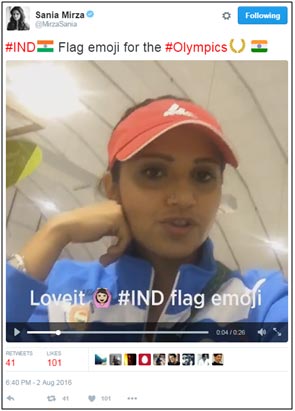 Sania Mirza
@MirzaSania
Following
#IND🇮🇳 Flag emoji for the #Olympics 🇮🇳
Loveit 🙆 #IND flag emoji
0:04 / 0:26
RETWEETS LIKES
41 101
6:40 PM - 2 Aug 2016
41 101